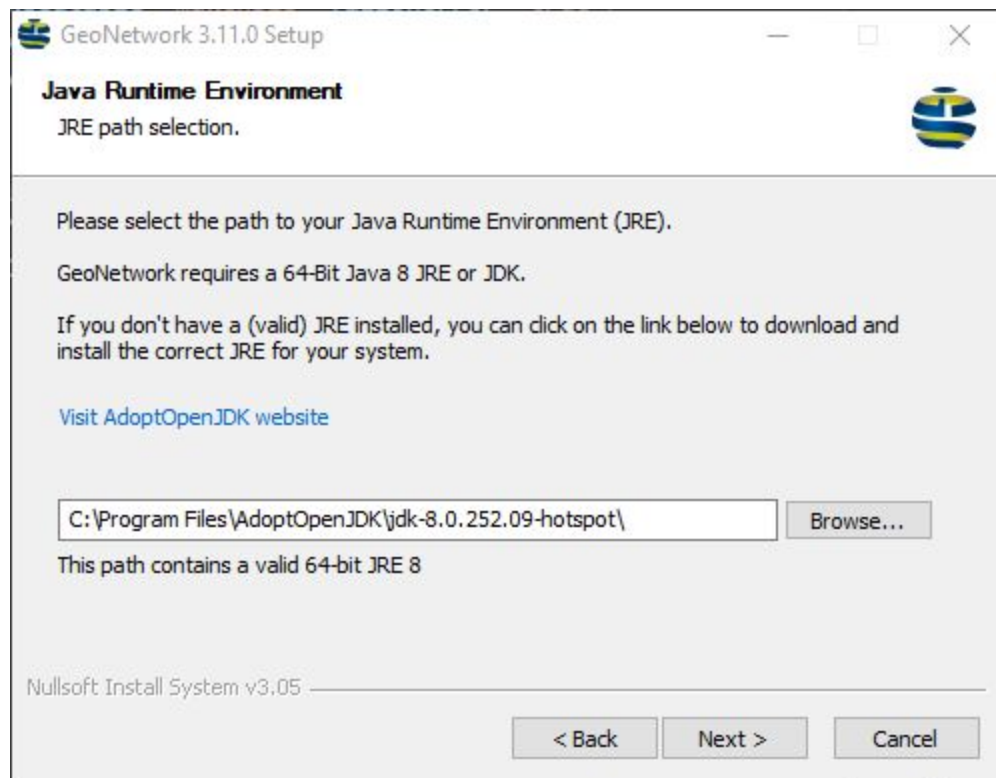 GeoNetwork 3.11.0 Setup
Java Runtime Environment
JRE path selection.
Please select the path to your Java Runtime Environment (JRE).
GeoNetwork requires a 64-Bit Java 8 JRE or JDK.
If you don't have a (valid) JRE installed, you can click on the link below to download and
install the correct JRE for your system.
Visit AdoptOpenJDK website
C:\Program Files\AdoptOpenJDK\jdk-8.0.252.09-hotspot\
Browse...
This path contains a valid 64-bit JRE 8
Nullsoft Install System v3.05
< Back
Next >
Cancel